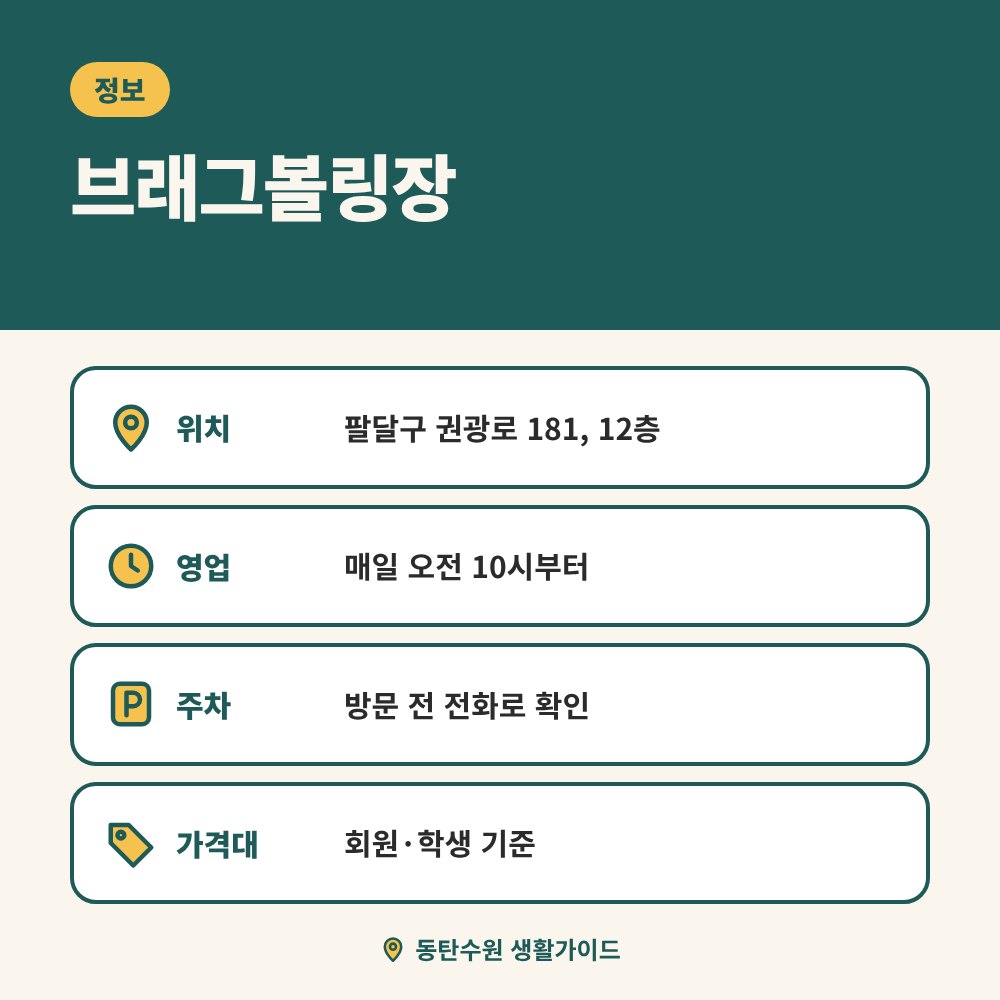 정보
브래그볼링장
위치 팔달구 권광로 181, 12층
영업 매일 오전 10시부터
P 주차 방문 전 전화로 확인
가격대 회원·학생 기준
동탄수원 생활가이드